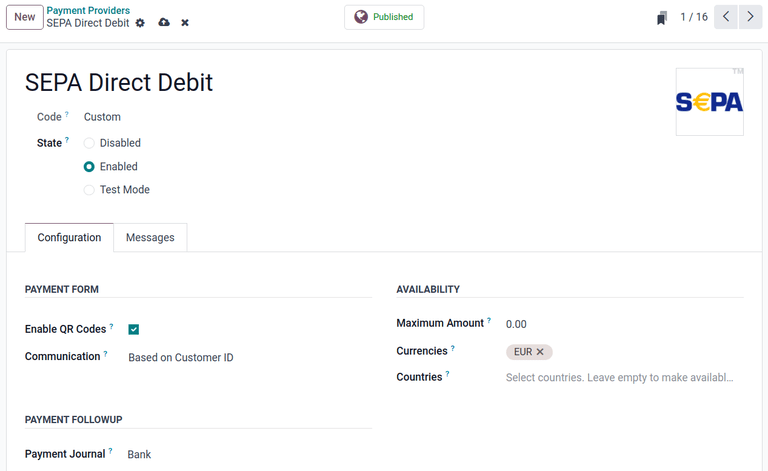 New
Payment Providers
SEPA Direct Debit
Published
1 / 16
SEPA Direct Debit
TM
S€PA
Code ?
Custom
State ?
Disabled
Enabled
Test Mode
Configuration
Messages
PAYMENT FORM
Enable QR Codes ?
Communication ?
Based on Customer ID
AVAILABILITY
Maximum Amount ?
0.00
Currencies ?
EUR
Countries ?
Select countries. Leave empty to make availabl...
PAYMENT FOLLOWUP
Payment Journal ?
Bank